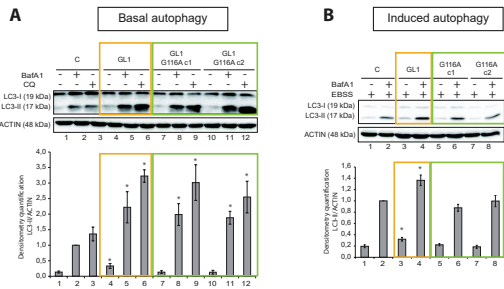 A
Basal autophagy
C
GL1
GL1
G116A c1
GL1
G116A c2
BafA1 - + - - + - - + - - + -
CQ - - + - - + - - + - - +
LC3-I (19 kDa)
LC3-II (17 kDa)
ACTIN (48 kDa)
1 2 3 4 5 6 7 8 9 10 11 12
Densitometry quantification
LC3-II/ACTIN
4,0
3,5
3,0
2,5
2,0
1,5
1,0
0,5
0,0
* * * * * * *
1 2 3 4 5 6 7 8 9 10 11 12
B
Induced autophagy
C
GL1
G116A
c1
G116A
c2
BafA1 - + - + - + - +
EBSS + + + + + + + +
LC3-I (19 kDa)
LC3-II (17 kDa)
ACTIN (48 kDa)
1 2 3 4 5 6 7 8
Densitometry quantification
LC3-II/ACTIN
1,6
1,4
1,2
1,0
0,8
0,6
0,4
0,2
0,0
* *
1 2 3 4 5 6 7 8